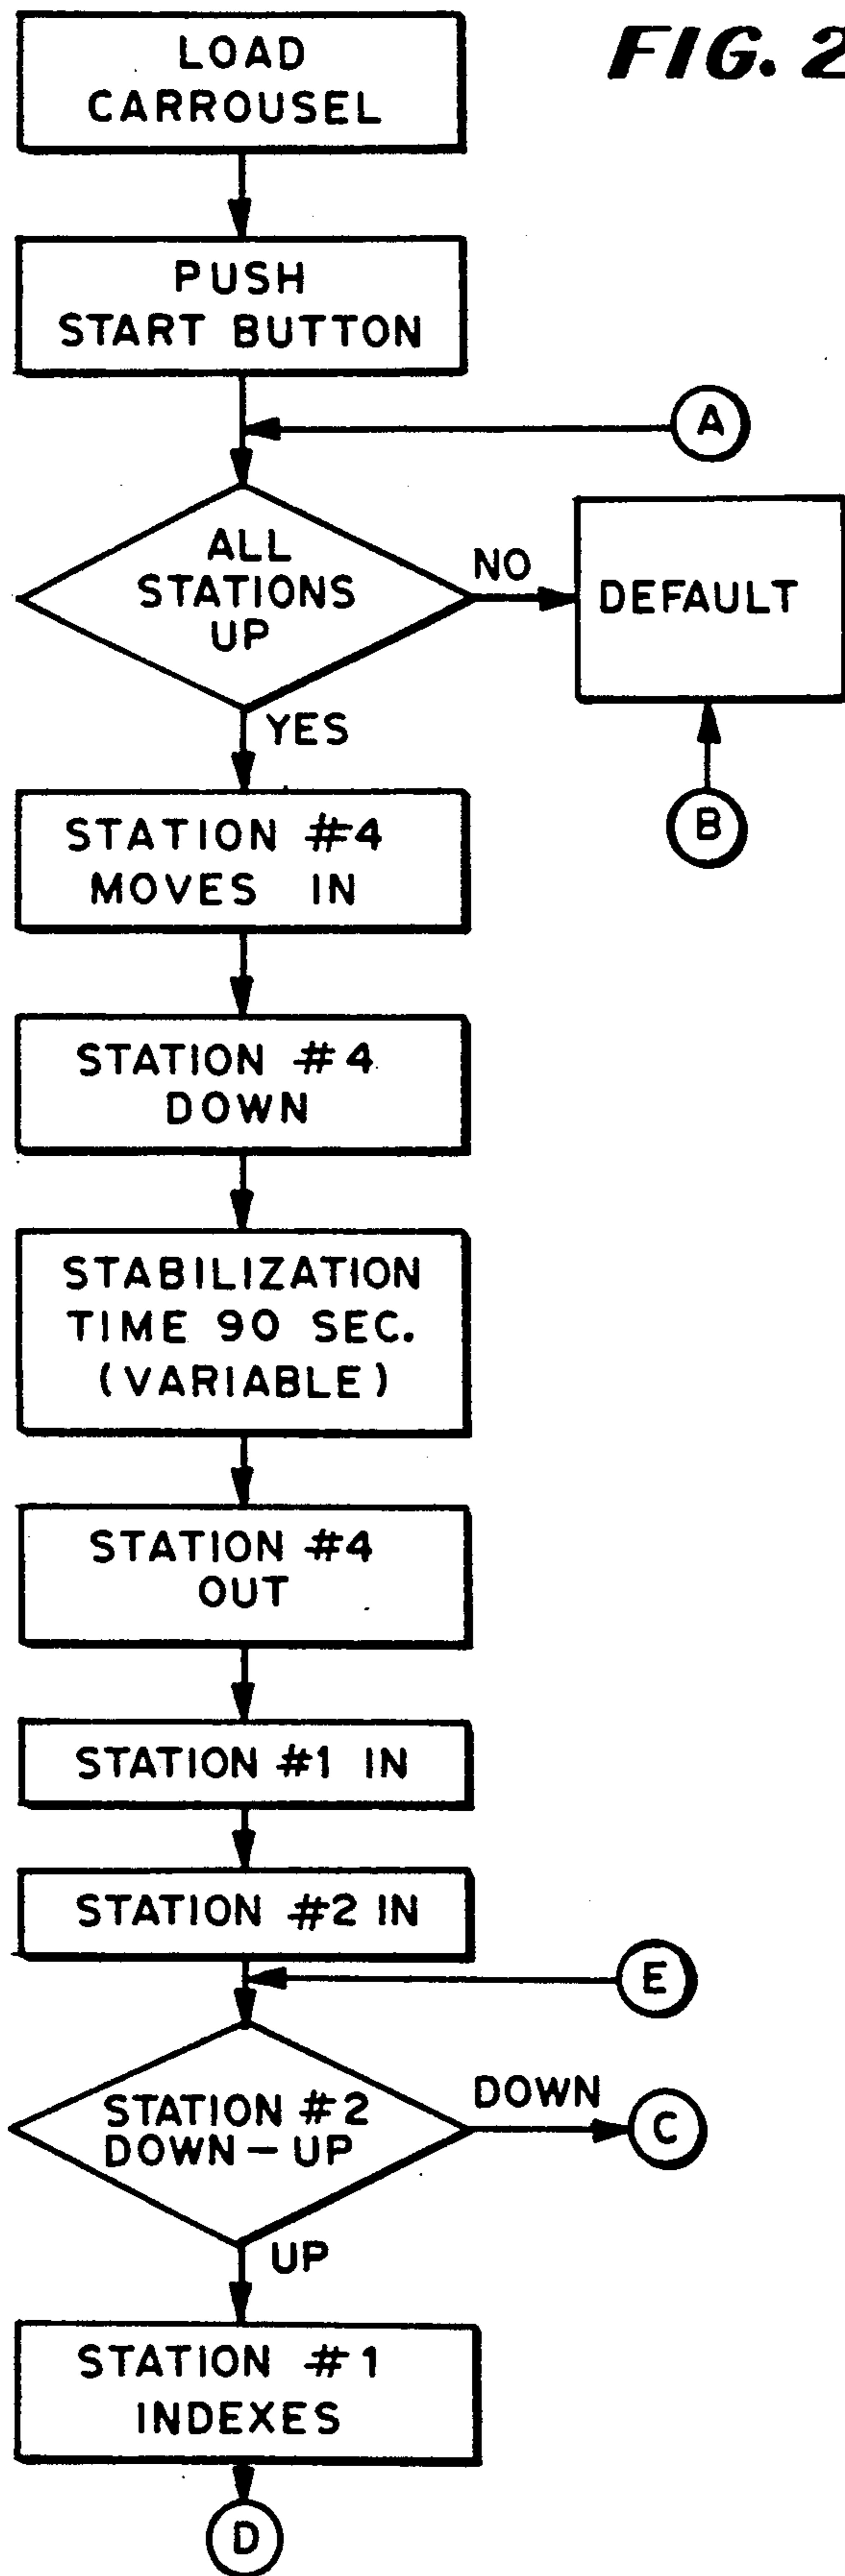 FIG. 2
LOAD
CARROUSEL
PUSH
START BUTTON
A
ALL
STATIONS
UP
NO
DEFAULT
YES
B
STATION #4
MOVES IN
STATION #4
DOWN
STABILIZATION
TIME 90 SEC.
(VARIABLE)
STATION #4
OUT
STATION #1 IN
STATION #2 IN
E
STATION #2
DOWN-UP
DOWN
C
UP
STATION #1
INDEXES
D